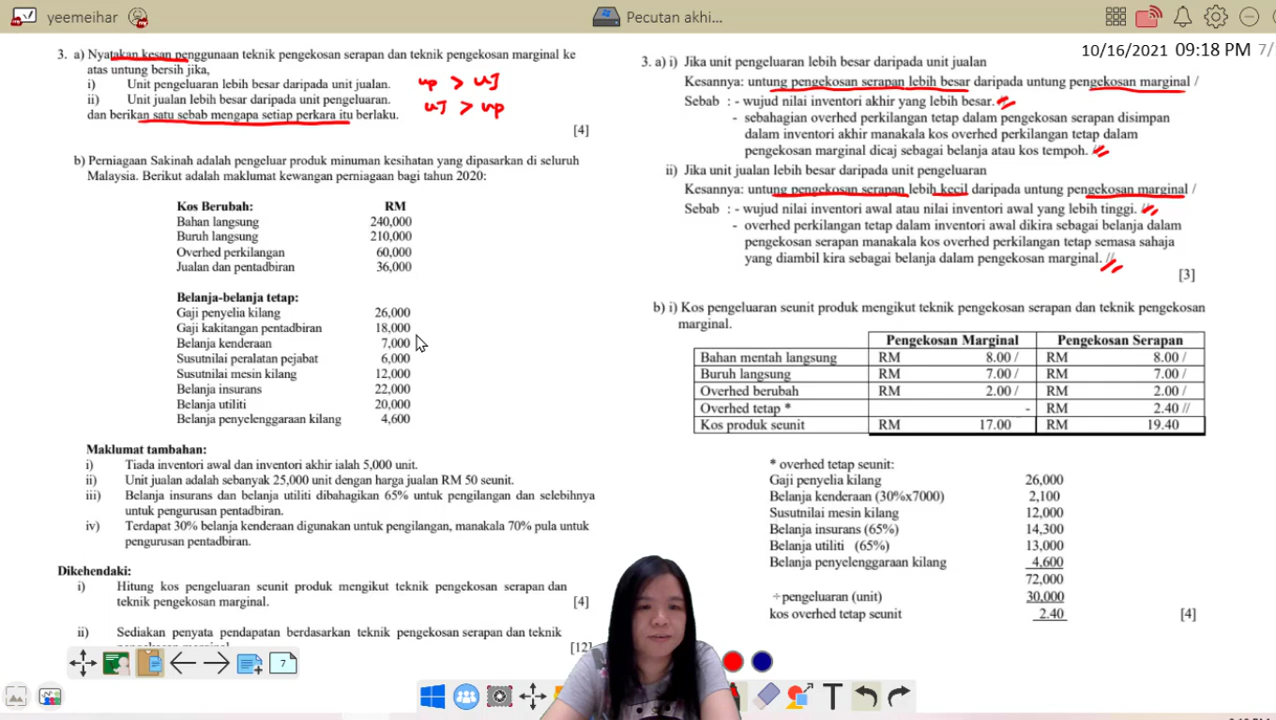 yeemeihar
Pecutan akhi...
10/16/2021 09:18 PM 7/
3. a) Nyatakan kesan penggunaan teknik pengekosan serapan dan teknik pengekosan marginal ke
atas untung bersih jika,
i) Unit pengeluaran lebih besar daripada unit jualan.
up > uJ
ii) Unit jualan lebih besar daripada unit pengeluaran.
uJ > up
dan berikan satu sebab mengapa setiap perkara itu berlaku.
[4]
b) Perniagaan Sakinah adalah pengeluar produk minuman kesihatan yang dipasarkan di seluruh
Malaysia. Berikut adalah maklumat kewangan perniagaan bagi tahun 2020:
Kos Berubah: RM
Bahan langsung 240,000
Buruh langsung 210,000
Overhed perkilangan 60,000
Jualan dan pentadbiran 36,000
Belanja-belanja tetap:
Gaji penyelia kilang 26,000
Gaji kakitangan pentadbiran 18,000
Belanja kenderaan 7,000
Susutnilai peralatan pejabat 6,000
Susutnilai mesin kilang 12,000
Belanja insurans 22,000
Belanja utiliti 20,000
Belanja penyelenggaraan kilang 4,600
Maklumat tambahan:
i) Tiada inventori awal dan inventori akhir ialah 5,000 unit.
ii) Unit jualan adalah sebanyak 25,000 unit dengan harga jualan RM 50 seunit.
iii) Belanja insurans dan belanja utiliti dibahagikan 65% untuk pengilangan dan selebihnya
untuk pengurusan pentadbiran.
iv) Terdapat 30% belanja kenderaan digunakan untuk pengilangan, manakala 70% pula untuk
pengurusan pentadbiran.
Dikehendaki:
i) Hitung kos pengeluaran seunit produk mengikut teknik pengekosan serapan dan
teknik pengekosan marginal. [4]
ii) Sediakan penyata pendapatan berdasarkan teknik pengekosan serapan dan teknik
[12]
3. a) i) Jika unit pengeluaran lebih besar daripada unit jualan
Kesannya: untung pengekosan serapan lebih besar daripada untung pengekosan marginal /
Sebab : - wujud nilai inventori akhir yang lebih besar. //
- sebahagian overhed perkilangan tetap dalam pengekosan serapan disimpan
dalam inventori akhir manakala kos overhed perkilangan tetap dalam
pengekosan marginal dicaj sebagai belanja atau kos tempoh. //
ii) Jika unit jualan lebih besar daripada unit pengeluaran
Kesannya: untung pengekosan serapan lebih kecil daripada untung pengekosan marginal /
Sebab : - wujud nilai inventori awal atau nilai inventori awal yang lebih tinggi. //
- overhed perkilangan tetap dalam inventori awal dikira sebagai belanja dalam
pengekosan serapan manakala kos overhed perkilangan tetap semasa sahaja
yang diambil kira sebagai belanja dalam pengekosan marginal. //
[3]
b) i) Kos pengeluaran seunit produk mengikut teknik pengekosan serapan dan teknik pengekosan
marginal.
Pengekosan Marginal Pengekosan Serapan
Bahan mentah langsung RM 8.00 / RM 8.00 /
Buruh langsung RM 7.00 / RM 7.00 /
Overhed berubah RM 2.00 / RM 2.00 /
Overhed tetap * - RM 2.40 //
Kos produk seunit RM 17.00 RM 19.40
* overhed tetap seunit:
Gaji penyelia kilang 26,000
Belanja kenderaan (30%x7000) 2,100
Susutnilai mesin kilang 12,000
Belanja insurans (65%) 14,300
Belanja utiliti (65%) 13,000
Belanja penyelenggaraan kilang 4,600
72,000
÷pengeluaran (unit) 30,000
kos overhed tetap seunit 2.40 [4]
7
T